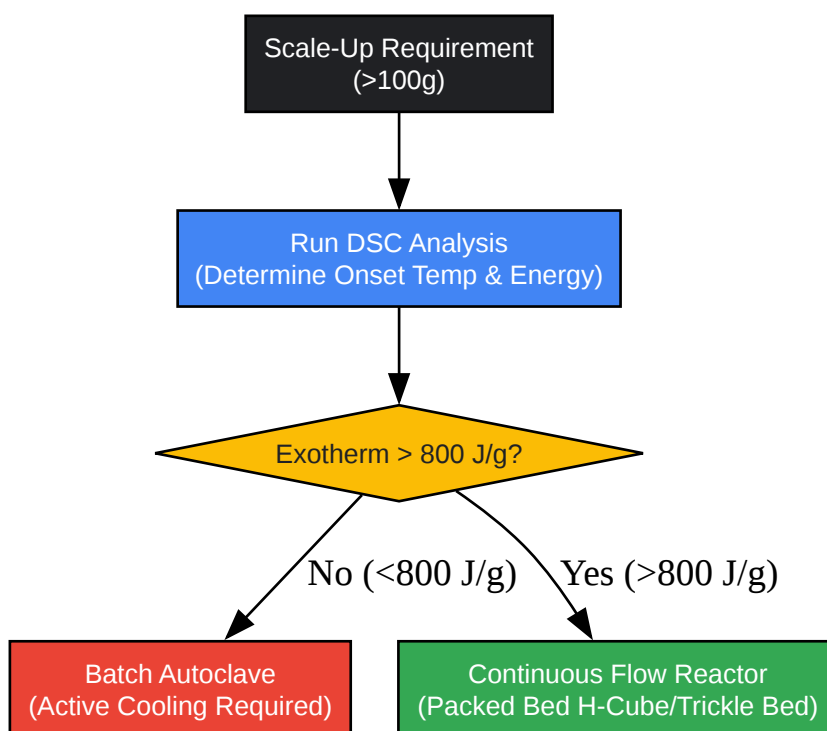 Scale-Up Requirement
(>100g)
Run DSC Analysis
(Determine Onset Temp & Energy)
Exotherm > 800 J/g?
No (<800 J/g)
Yes (>800 J/g)
Batch Autoclave
(Active Cooling Required)
Continuous Flow Reactor
(Packed Bed H-Cube/Trickle Bed)